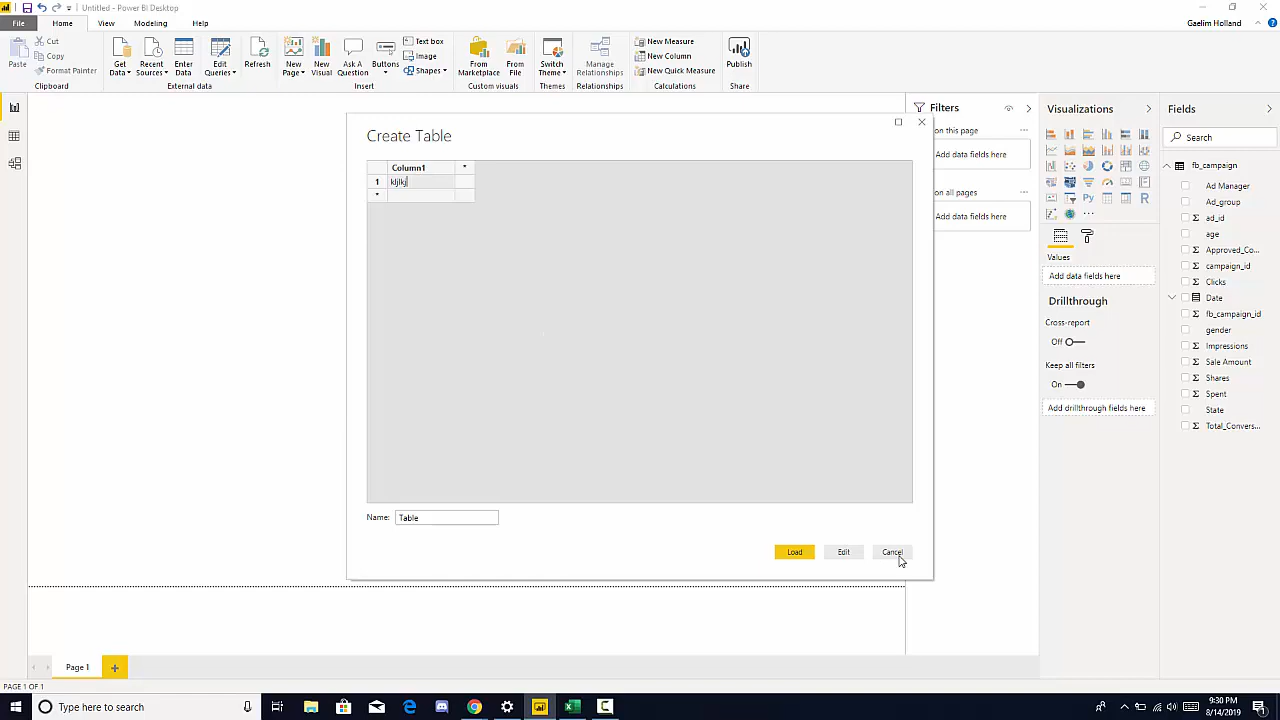 Untitled - Power BI Desktop
File
Home
View
Modeling
Help
Gaelim Holland
Paste
Cut
Copy
Format Painter
Clipboard
Get Data
Recent Sources
Enter Data
Edit Queries
Refresh
External data
New Page
New Visual
Ask A Question
Buttons
Text box
Image
Shapes
Insert
From Marketplace
From File
Custom visuals
Switch Theme
Themes
Manage Relationships
Relationships
New Measure
New Column
New Quick Measure
Calculations
Publish
Share
Create Table
Column1
*
1
*
Name: Table
Load
Edit
Cancel
Filters
on this page
...
Add data fields here
on all pages
...
Add data fields here
Visualizations
Py
R
...
Values
Add data fields here
Drillthrough
Cross-report
Off
Keep all filters
On
Add drillthrough fields here
Fields
Search
fb_campaign
Ad Manager
Ad_group
Σ ad_id
age
Σ Approved_Co...
Σ campaign_id
Σ Clicks
Date
Σ fb_campaign_id
gender
Σ Impressions
Σ Sale Amount
Σ Shares
Σ Spent
State
Σ Total_Convers...
Page 1
+
PAGE 1 OF 1
Type here to search
9:30 PM
8/14/2019